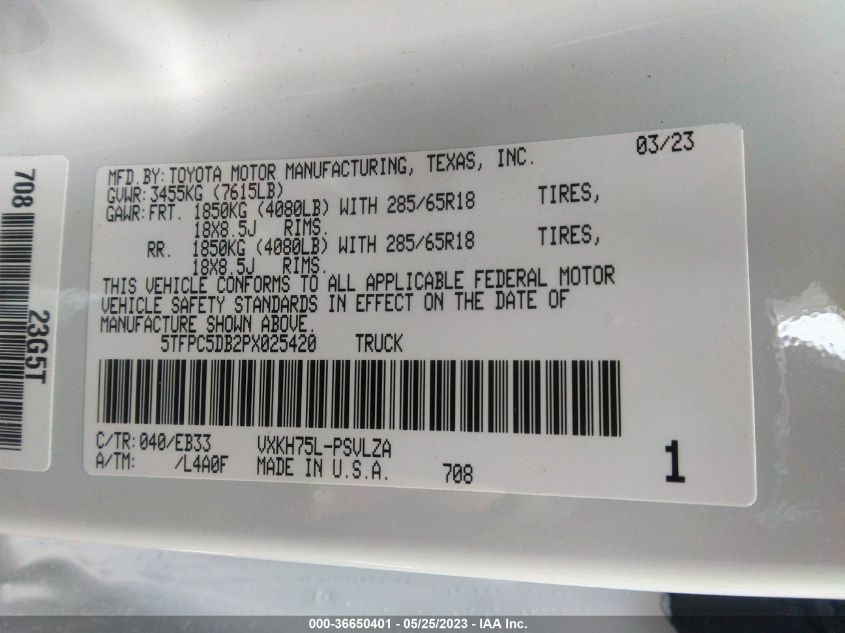 MFD.BY:TOYOTA MOTOR MANUFACTURING, TEXAS, INC. 03/23
GVWR:3455KG (7615LB)
GAWR:FRT. 1850KG (4080LB) WITH 285/65R18 TIRES,
18X8.5J RIMS.
RR. 1850KG (4080LB) WITH 285/65R18 TIRES,
18X8.5J RIMS.
THIS VEHICLE CONFORMS TO ALL APPLICABLE FEDERAL MOTOR
VEHICLE SAFETY STANDARDS IN EFFECT ON THE DATE OF
MANUFACTURE SHOWN ABOVE.
5TFPC5DB2PX025420 TRUCK
C/TR:040/EB33 VXKH75L-PSVLZA
A/TM: /L4A0F MADE IN U.S.A. 708 1
708
23G5T
000-36650401 - 05/25/2023 - IAA Inc.